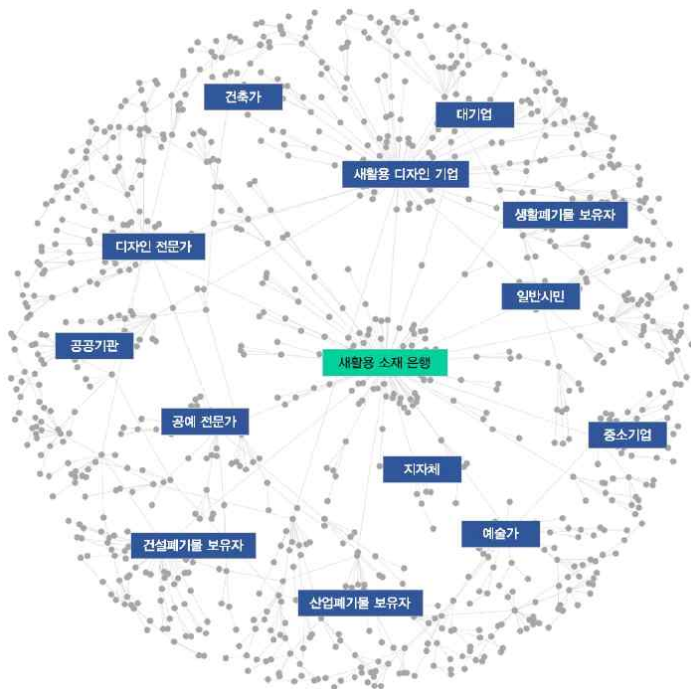 건축가
대기업
새활용 디자인 기업
생활폐기물 보유자
디자인 전문가
일반시민
공공기관
새활용 소재 은행
공예 전문가
중소기업
지자체
예술가
건설폐기물 보유자
산업폐기물 보유자